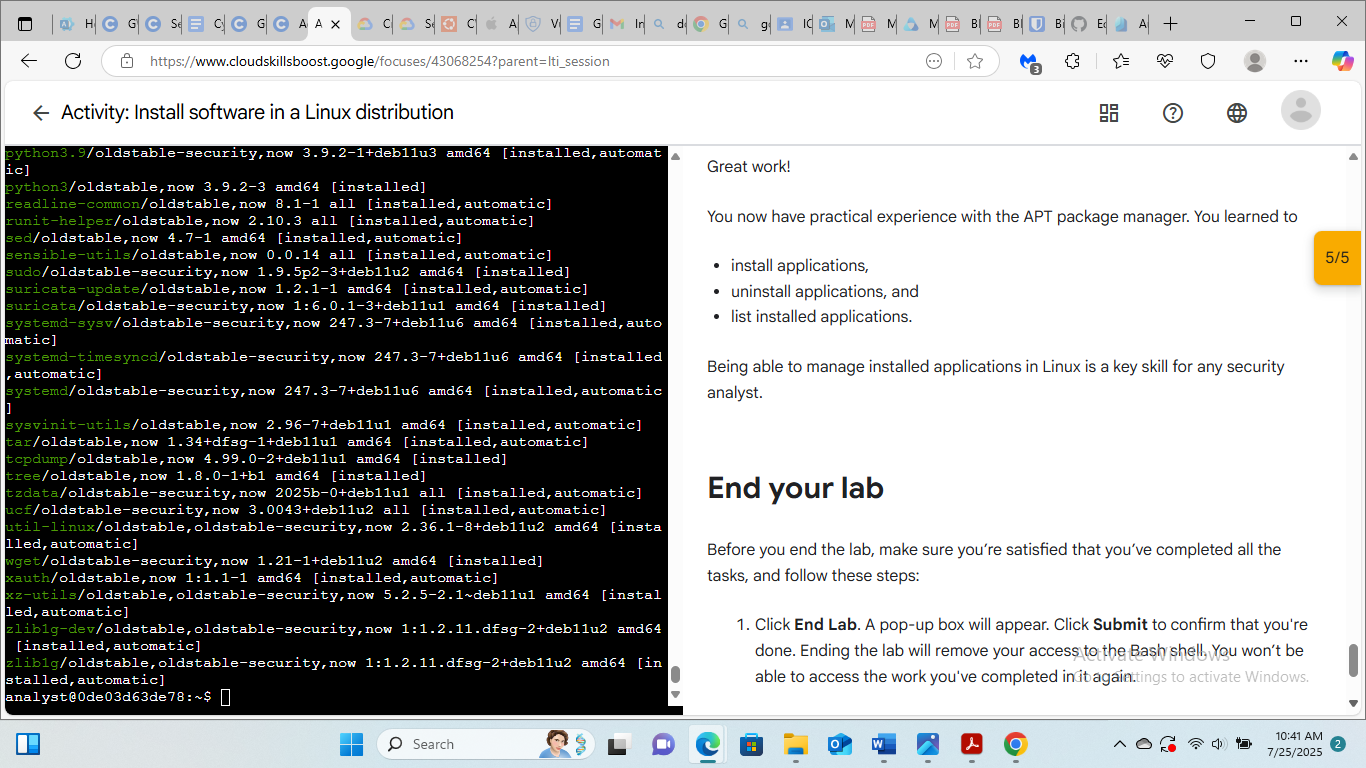 H
G
Se
Cy
G
A
A
C
Se
C
A
V
G
In
d
G
g
IC
M
M
M
Bl
Bl
Bi
Ec
A
https://www.cloudskillsboost.google/focuses/43068254?parent=lti_session
3
Activity: Install software in a Linux distribution
python3.9/oldstable-security,now 3.9.2-1+deb11u3 amd64 [installed,automat
ic]
python3/oldstable,now 3.9.2-3 amd64 [installed]
readline-common/oldstable,now 8.1-1 all [installed,automatic]
runit-helper/oldstable,now 2.10.3 all [installed,automatic]
sed/oldstable,now 4.7-1 amd64 [installed,automatic]
sensible-utils/oldstable,now 0.0.14 all [installed,automatic]
sudo/oldstable-security,now 1.9.5p2-3+deb11u2 amd64 [installed]
suricata-update/oldstable,now 1.2.1-1 amd64 [installed,automatic]
suricata/oldstable-security,now 1:6.0.1-3+deb11u1 amd64 [installed]
systemd-sysv/oldstable-security,now 247.3-7+deb11u6 amd64 [installed,auto
matic]
systemd-timesyncd/oldstable-security,now 247.3-7+deb11u6 amd64 [installed
,automatic]
systemd/oldstable-security,now 247.3-7+deb11u6 amd64 [installed,automatic
]
sysvinit-utils/oldstable,now 2.96-7+deb11u1 amd64 [installed,automatic]
tar/oldstable,now 1.34+dfsg-1+deb11u1 amd64 [installed,automatic]
tcpdump/oldstable,now 4.99.0-2+deb11u1 amd64 [installed]
tree/oldstable,now 1.8.0-1+b1 amd64 [installed]
tzdata/oldstable-security,now 2025b-0+deb11u1 all [installed,automatic]
ucf/oldstable-security,now 3.0043+deb11u2 all [installed,automatic]
util-linux/oldstable,oldstable-security,now 2.36.1-8+deb11u2 amd64 [insta
lled,automatic]
wget/oldstable-security,now 1.21-1+deb11u2 amd64 [installed]
xauth/oldstable,now 1:1.1-1 amd64 [installed,automatic]
xz-utils/oldstable,oldstable-security,now 5.2.5-2.1~deb11u1 amd64 [instal
led,automatic]
zlib1g-dev/oldstable,oldstable-security,now 1:1.2.11.dfsg-2+deb11u2 amd64
[installed,automatic]
zlib1g/oldstable,oldstable-security,now 1:1.2.11.dfsg-2+deb11u2 amd64 [in
stalled,automatic]
analyst@0de03d63de78:~$
Great work!
You now have practical experience with the APT package manager. You learned to
• install applications,
• uninstall applications, and
• list installed applications.
Being able to manage installed applications in Linux is a key skill for any security
analyst.
5/5
End your lab
Before you end the lab, make sure you're satisfied that you've completed all the
tasks, and follow these steps:
1. Click End Lab. A pop-up box will appear. Click Submit to confirm that you're
done. Ending the lab will remove your access to the Bash shell. You won't be
able to access the work you've completed in it again.
Activate Windows
Go to Settings to activate Windows.
Search
10:41 AM
7/25/2025
2